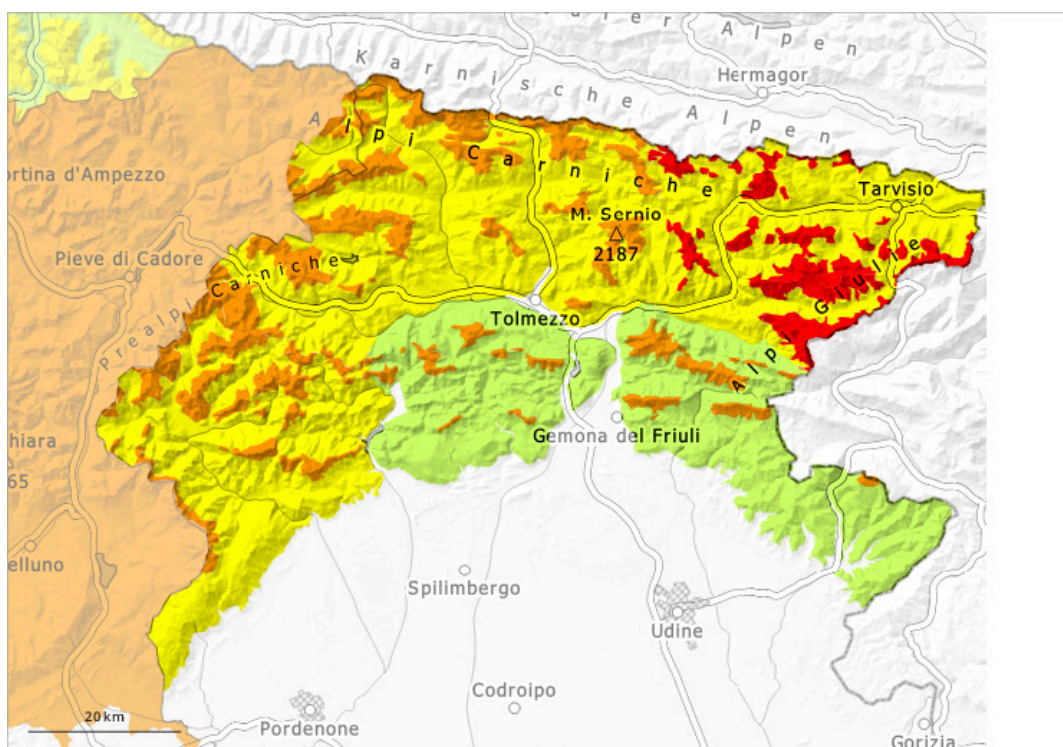 Alpen
Hermagor
Karnische Alpen
Alpi Carniche
ortina d'Ampezzo
Tarvisio
M. Sernio
2187
Pieve di Cadore
Prealpi Carniche
Alpi Giulie
Tolmezzo
Gemona del Friuli
hiara
65
elluno
Spilimbergo
Udine
Codroipo
20 km
Pordenone
Gorizia